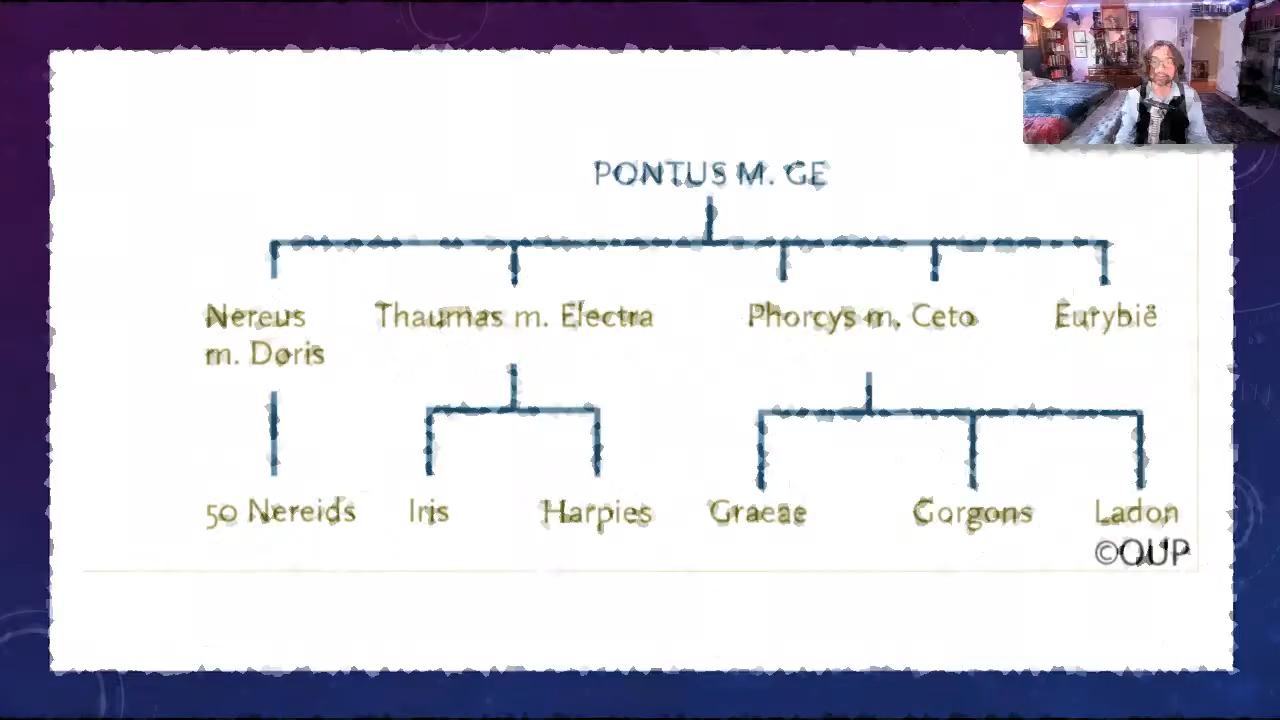 PONTUS M. GE
Nereus Thaumas m. Electra Phorcys m. Ceto Eurybië
m. Doris
50 Nereids Iris Harpies Graeae Gorgons Ladon
©OUP